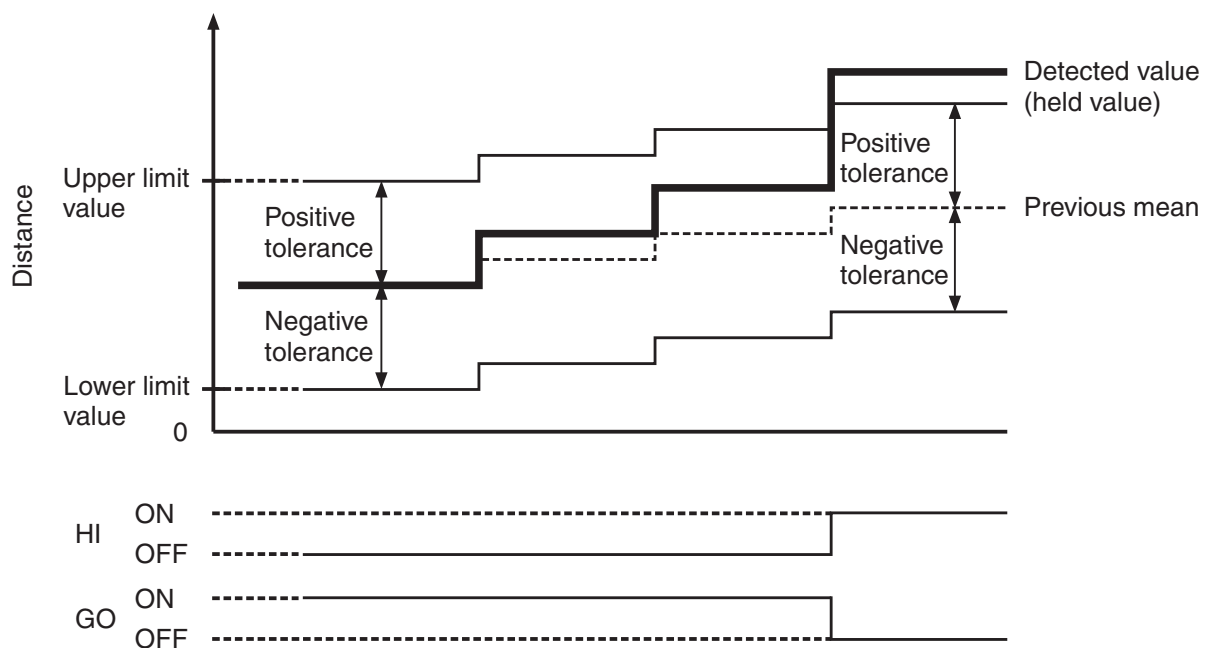 Distance
Upper limit
value
Lower limit
value
0
Positive
tolerance
Negative
tolerance
Positive
tolerance
Negative
tolerance
Detected value
(held value)
Previous mean
HI
ON
OFF
GO
ON
OFF